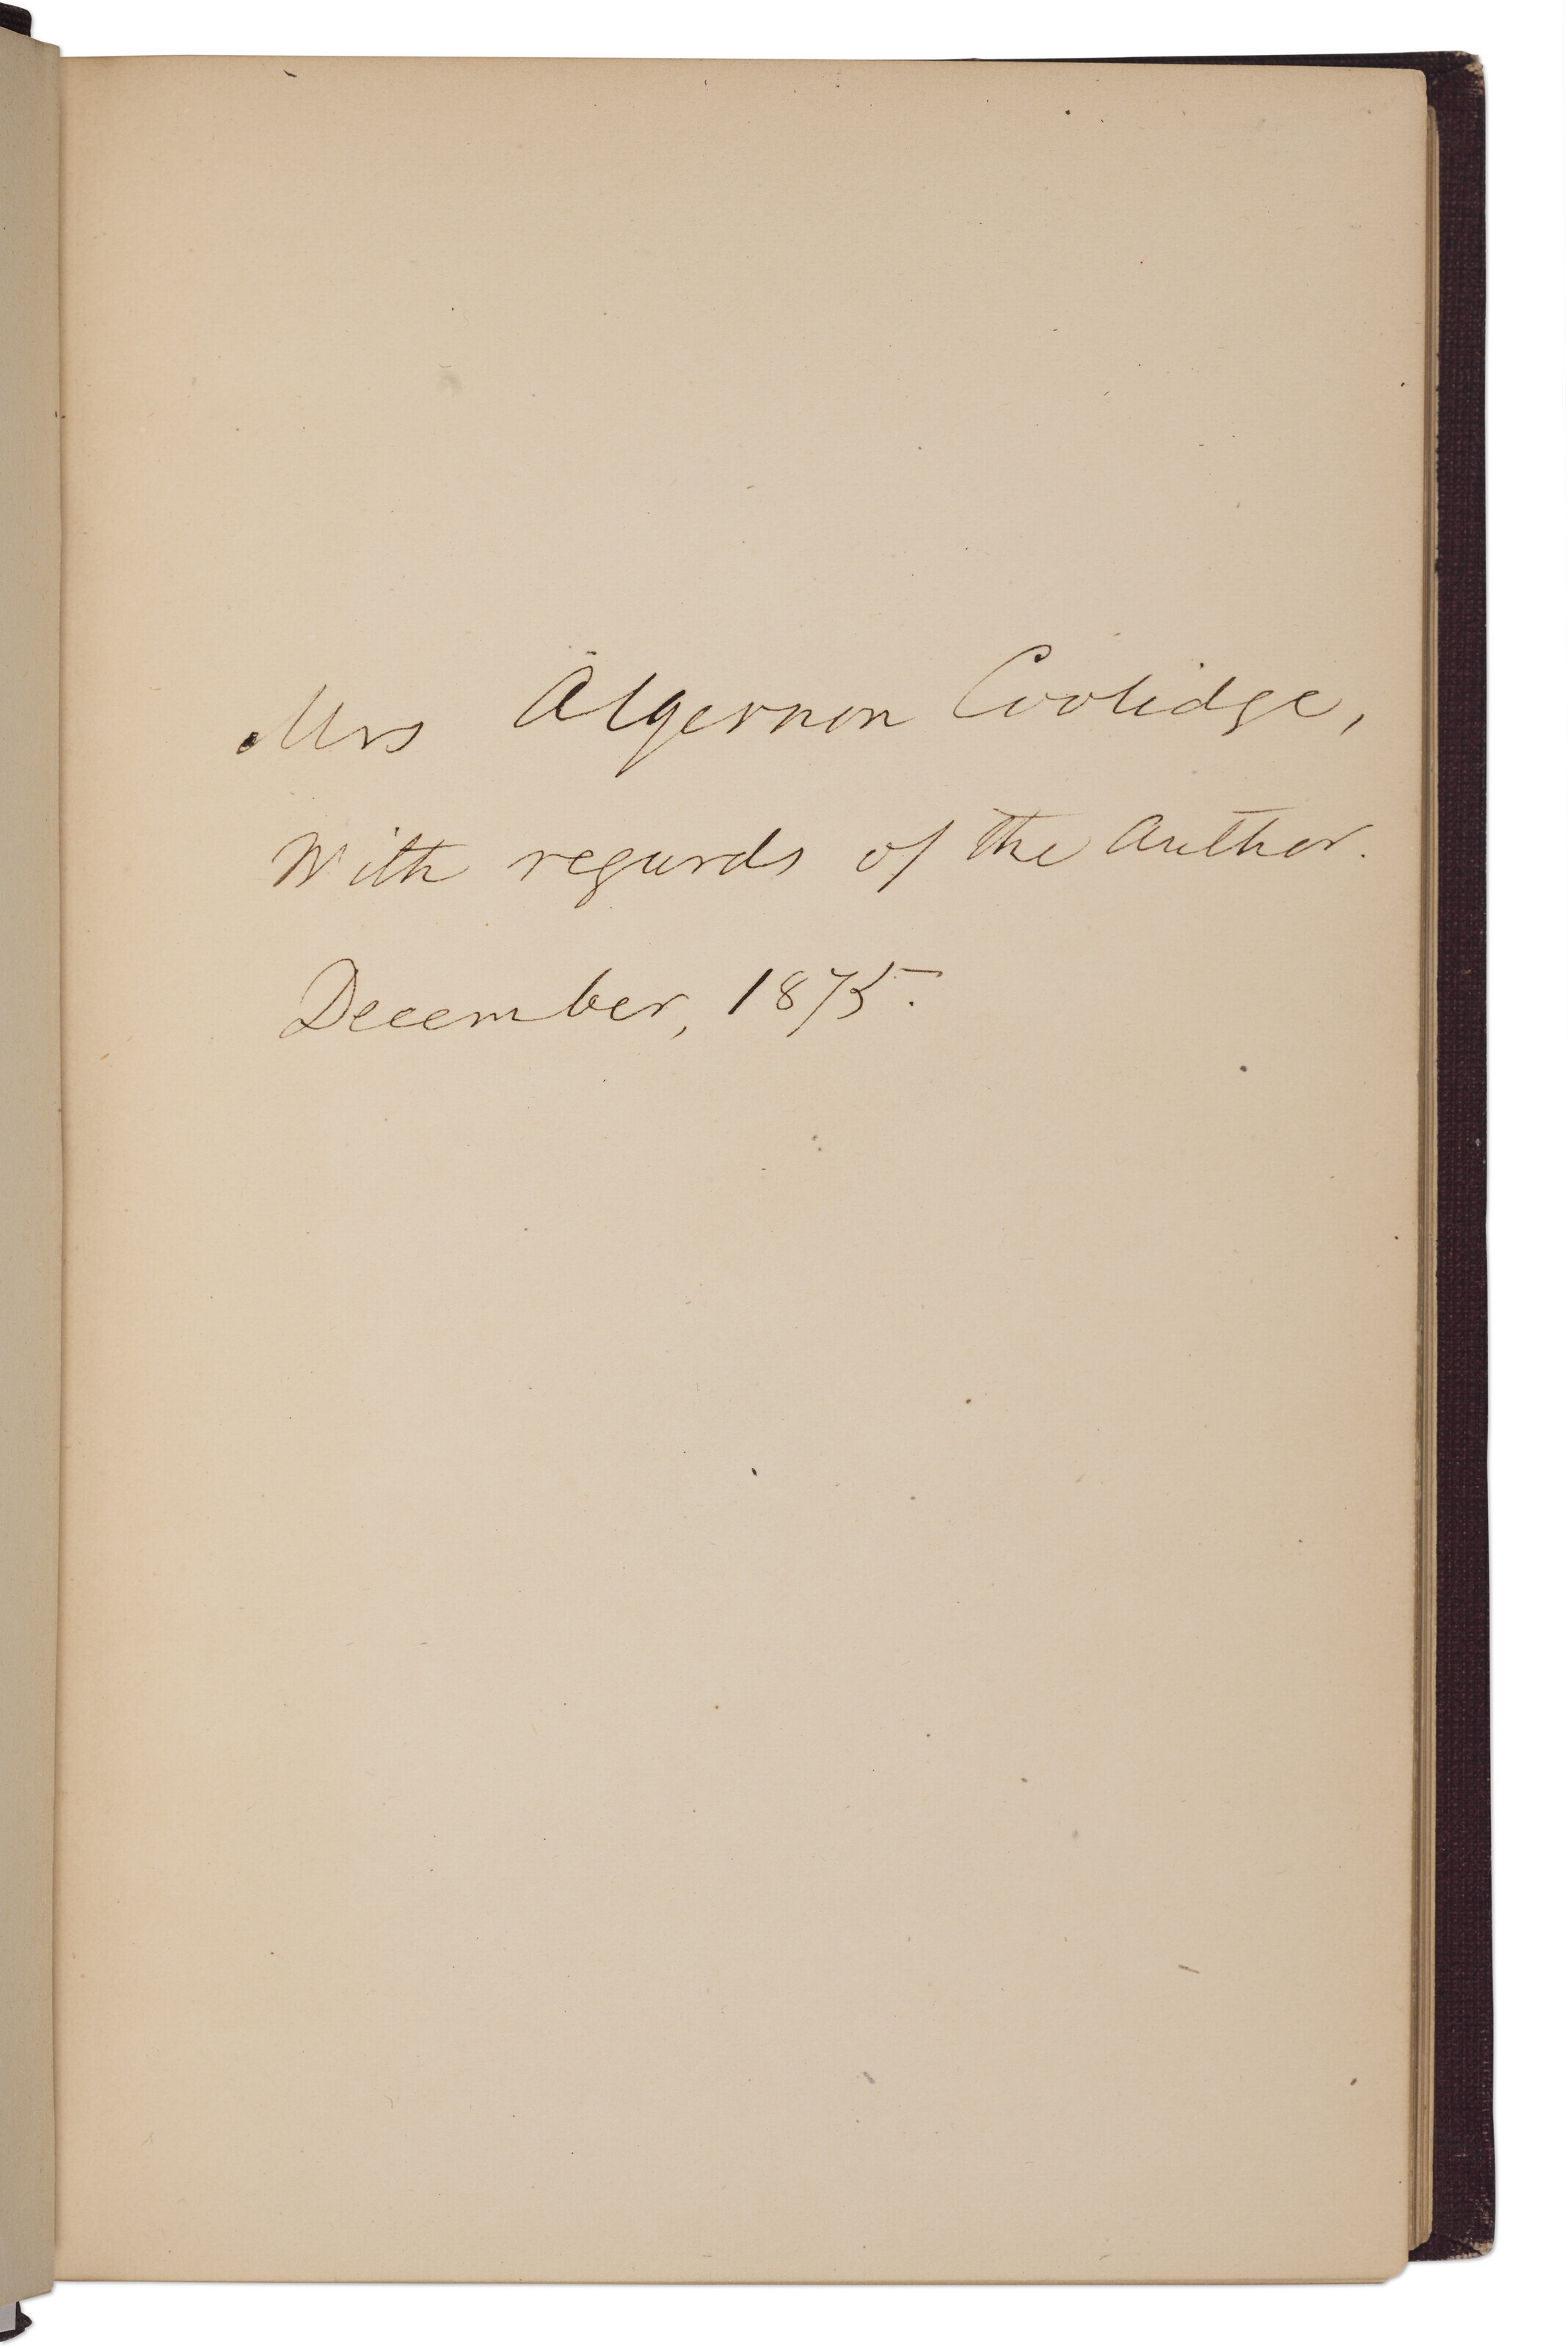 Mrs Algernon Coolidge,
With regards of the Author.
December, 1875.